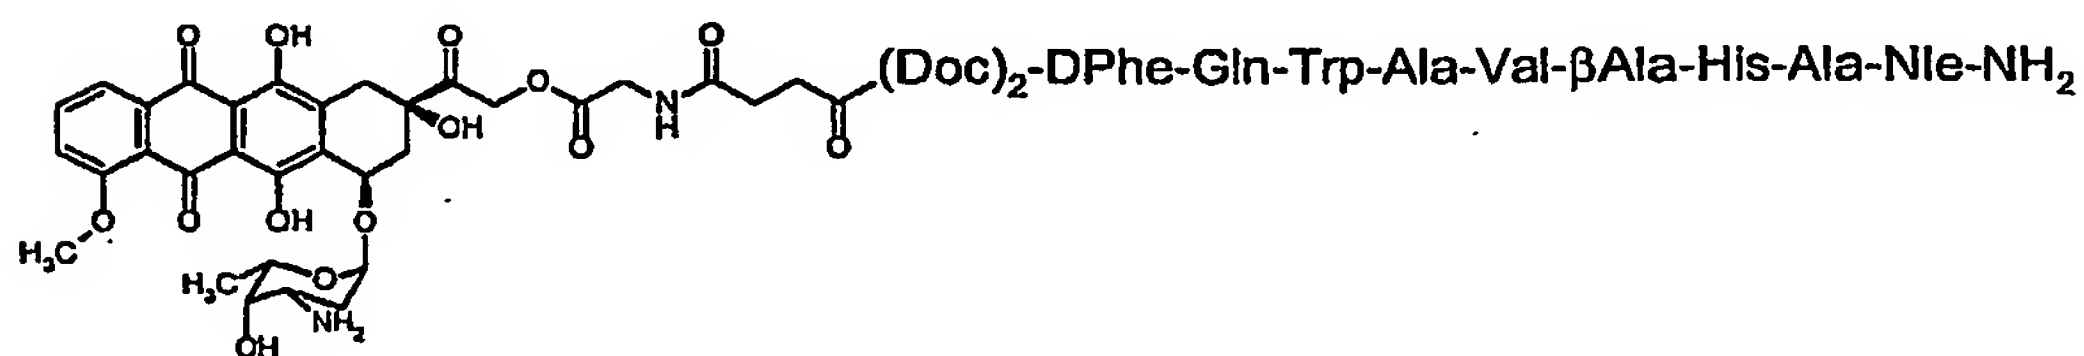 O OH O O (Doc)₂-DPhe-Gln-Trp-Ala-Val-βAla-His-Ala-Nle-NH₂
O
OH O N H O
O O OH O
H₃C
H₃C O
NH₂
OH